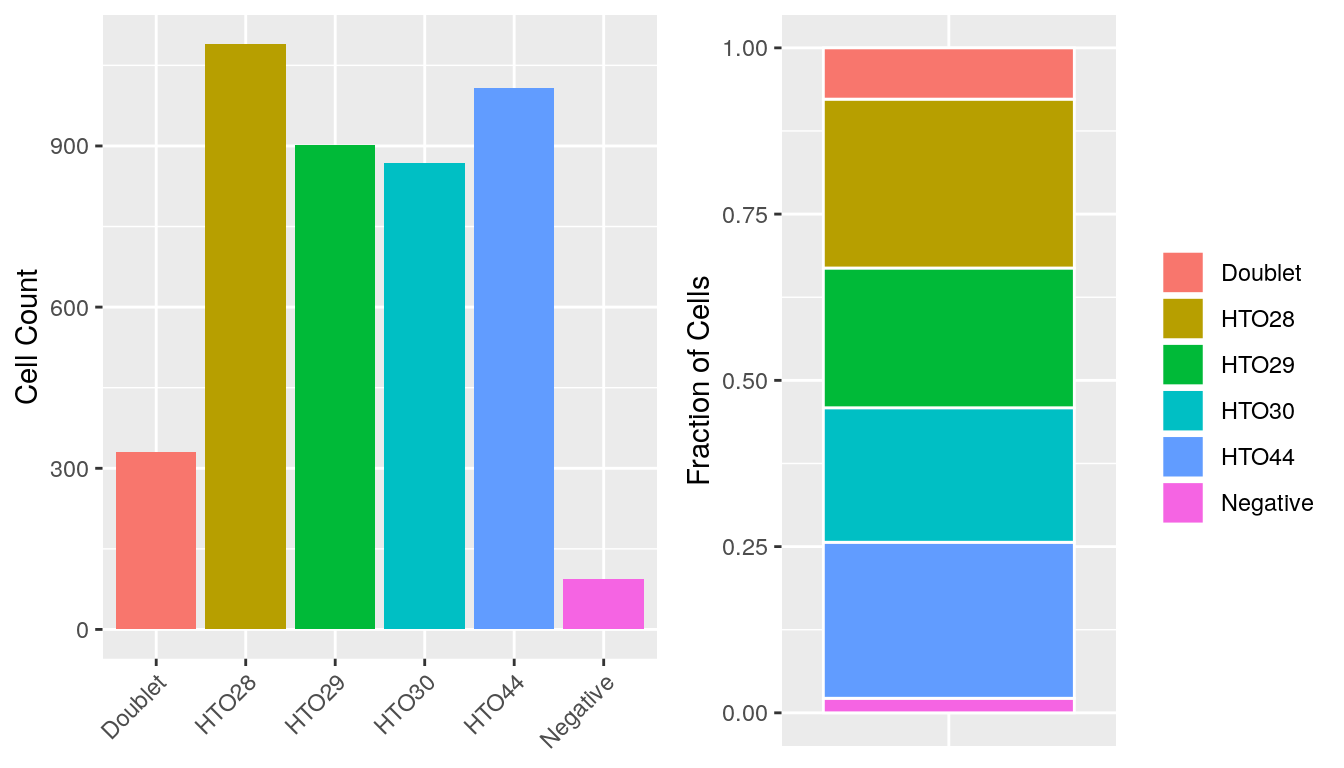 Cell Count
900
600
300
0
Doublet
HTO28
HTO29
HTO30
HTO44
Negative
Fraction of Cells
1.00
0.75
0.50
0.25
0.00
Doublet
HTO28
HTO29
HTO30
HTO44
Negative